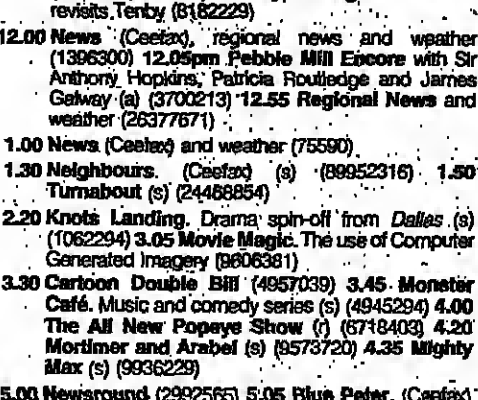 revisits Tenby (8182229)
12.00 News (Ceefax), regional news and weather
(1396300) 12.05pm Pebble Mill Encore with Sir
Anthony Hopkins, Patricia Routledge and James
Galway (a) (3700213) 12.55 Regional News and
weather (26377671)
1.00 News (Ceefax) and weather (75590)
1.30 Neighbours. (Ceefax) (s) (89952316) 1.50
Turnabout (s) (24468854)
2.20 Knots Landing. Drama spin-off from Dallas (s)
(1062294) 3.05 Movie Magic. The use of Computer
Generated Imagery (9606381)
3.30 Cartoon Double Bill (4957039) 3.45 Monster
Café. Music and comedy series (s) (4945294) 4.00
The All New Popeye Show (r) (6718403) 4.20
Mortimer and Arabel (s) (9573720) 4.35 Mighty
Max (s) (9936229)
5.00 Newsround (2992565) 5.05 Blue Peter. (Ceefax)